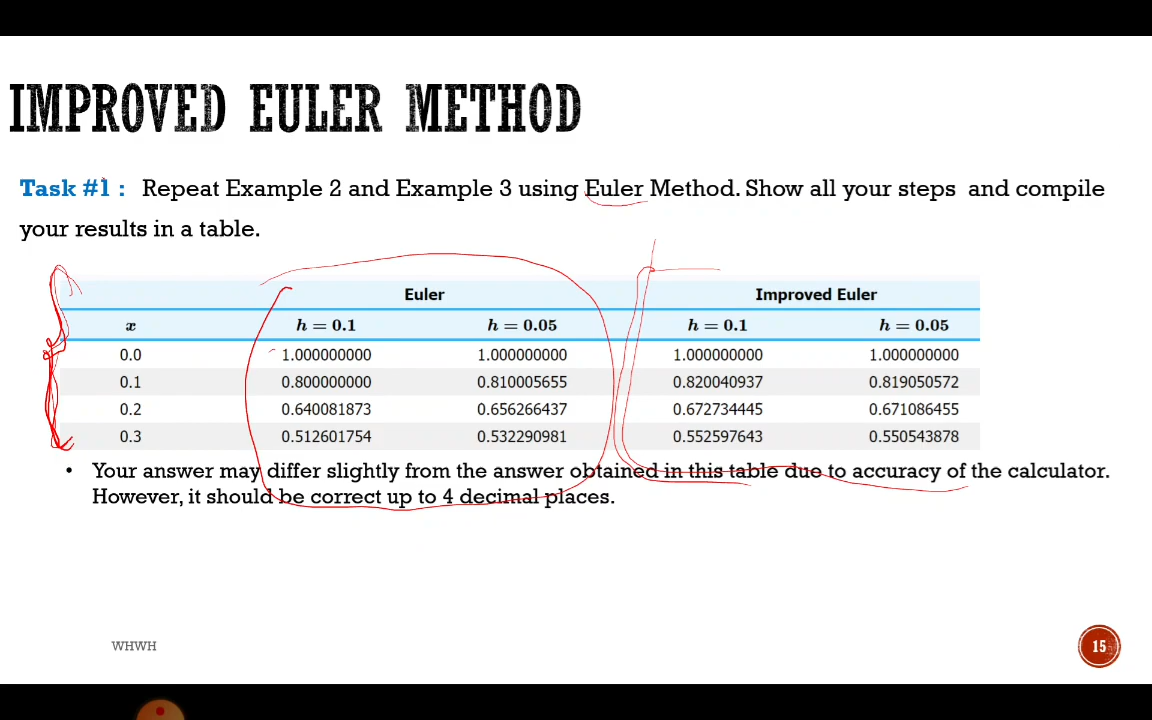 IMPROVED EULER METHOD
Task #1 : Repeat Example 2 and Example 3 using Euler Method. Show all your steps and compile
your results in a table.
Euler Improved Euler
x h = 0.1 h = 0.05 h = 0.1 h = 0.05
0.0 1.000000000 1.000000000 1.000000000 1.000000000
0.1 0.800000000 0.810005655 0.820040937 0.819050572
0.2 0.640081873 0.656266437 0.672734445 0.671086455
0.3 0.512601754 0.532290981 0.552597643 0.550543878
• Your answer may differ slightly from the answer obtained in this table due to accuracy of the calculator.
However, it should be correct up to 4 decimal places.
WHWH
15